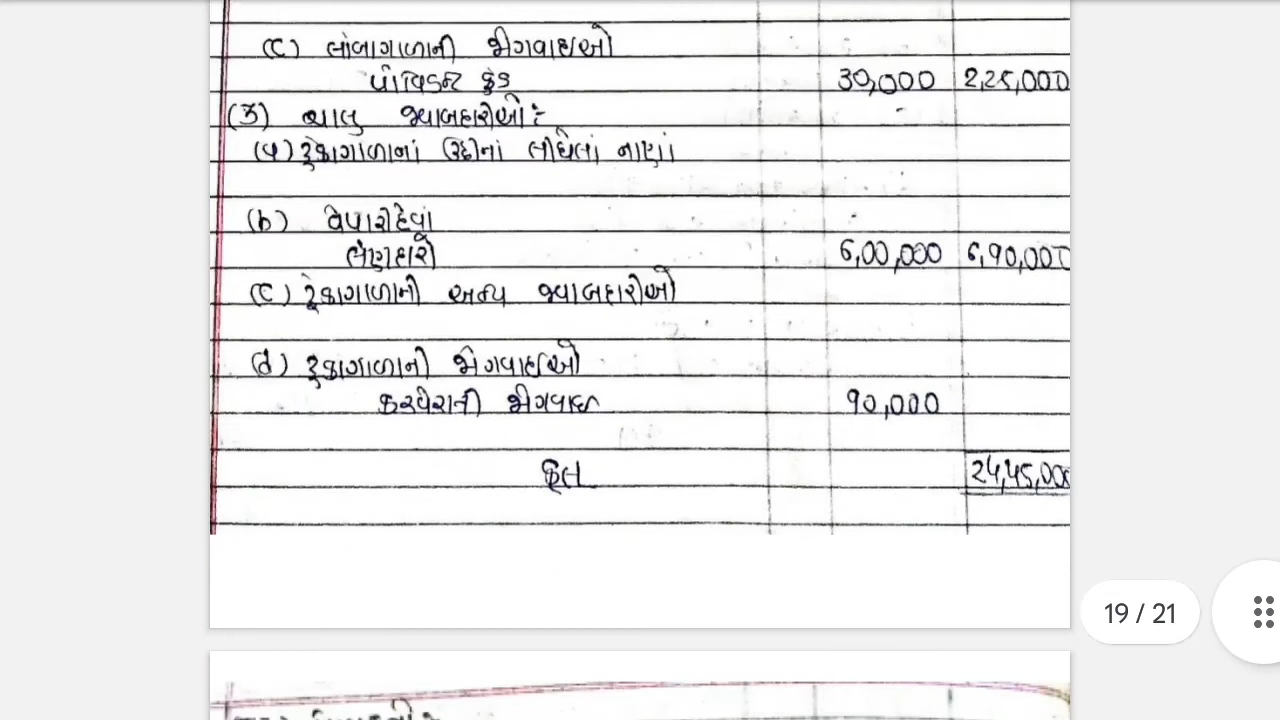 (c) લાંબાગાળાની જોગવાઈઓ
પ્રોવિડન્ટ ફંડ 30,000 2,25,000
(3) ચાલુ જવાબદારીઓ:
(a) ટૂંકાગાળાનાં ઉછીનાં લીધેલાં નાણાં
(b) વેપારીદેવાં
લેણદારો 6,00,000 6,90,000
(c) ટૂંકાગાળાની અન્ય જવાબદારીઓ
(d) ટૂંકાગાળાની જોગવાઈઓ
કરવેરાની જોગવાઈ 90,000
કુલ 24,45,000
19 / 21